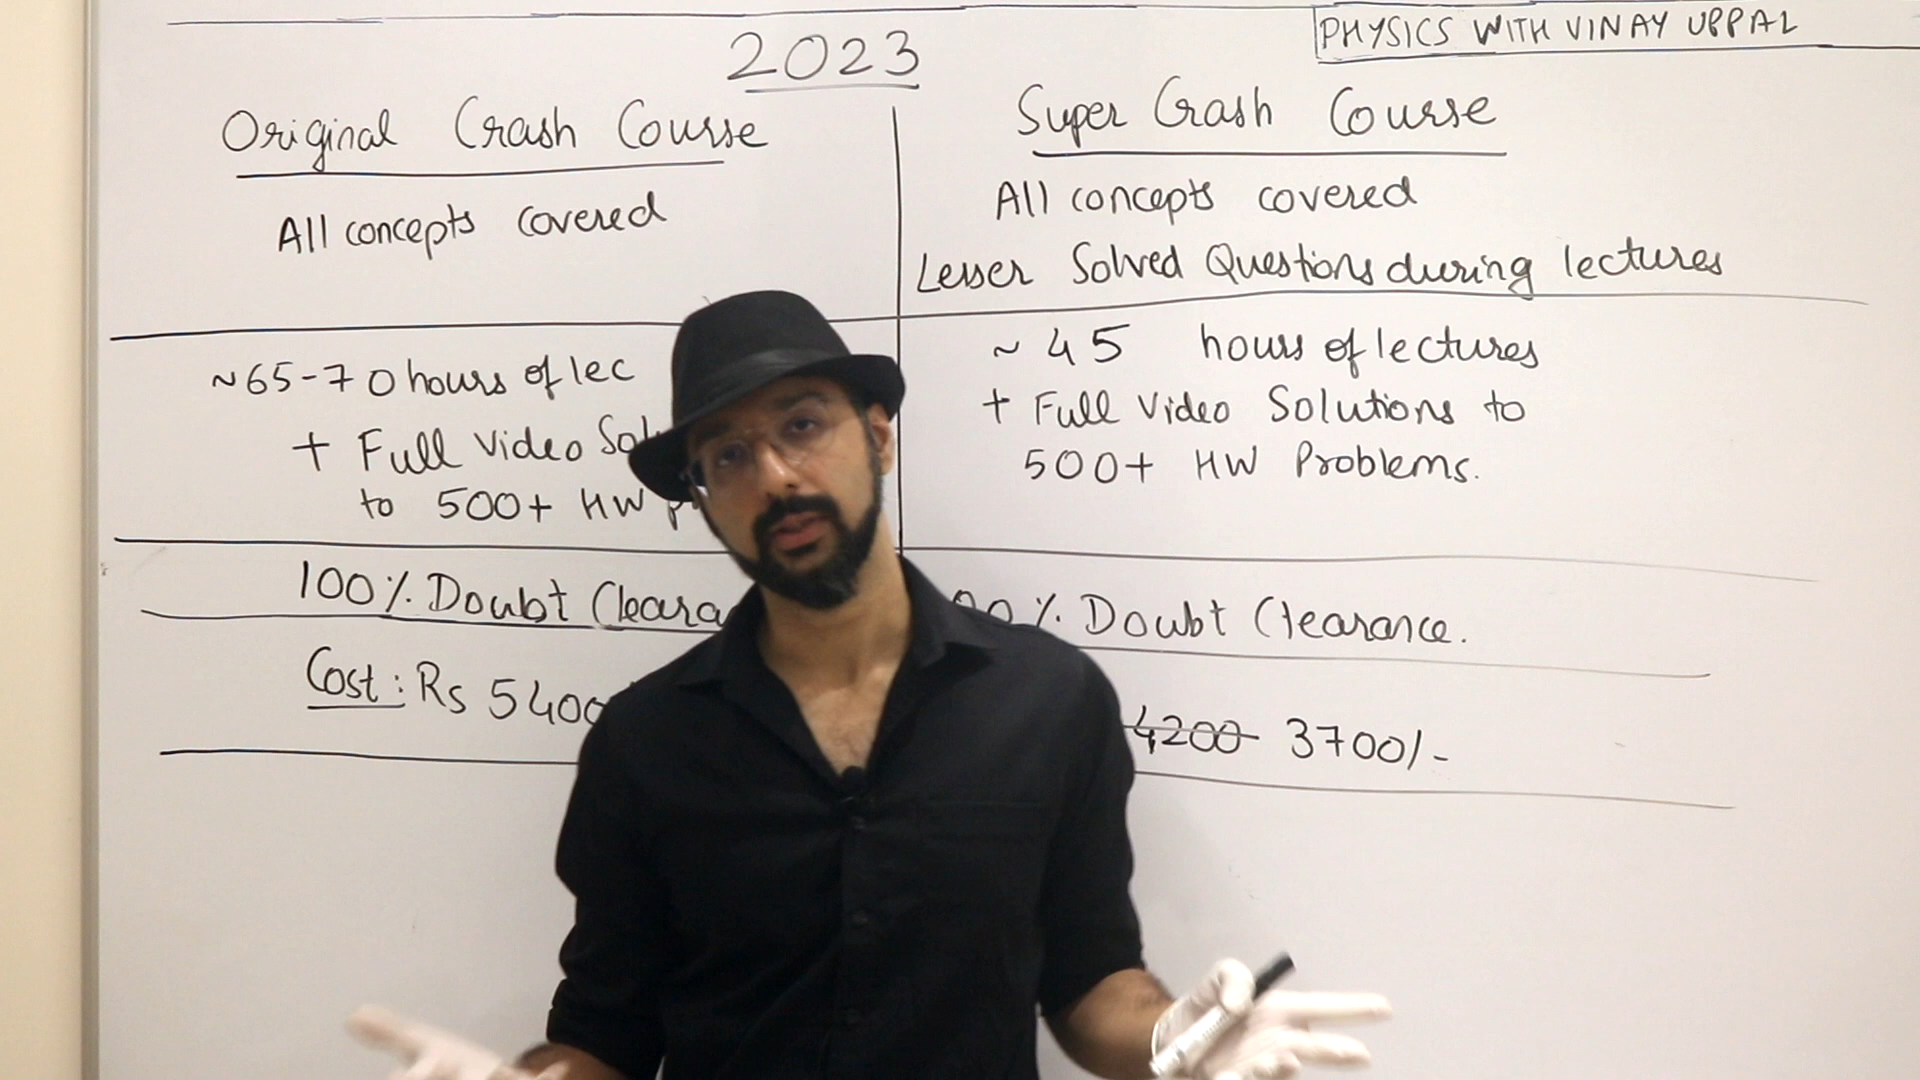 PHYSICS WITH VINAY UPPAL
2023
Original Crash Course
All concepts covered
~65-70 hours of lec
+ Full Video
to 500+ HW
100% Doubt
Cost: Rs 5400
Super Crash Course
All concepts covered
Lesser Solved Questions during lectures
~ 45 hours of lectures
+ Full Video Solutions to
500+ HW Problems.
% Doubt Clearance.
4200 3700/-